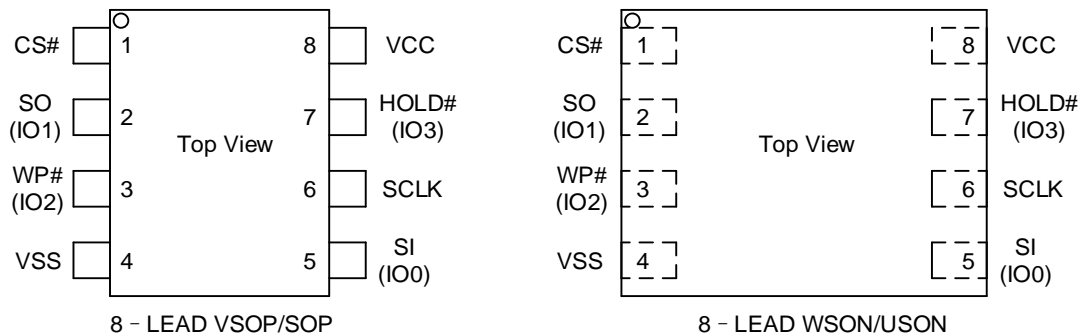 CS#
1
8
VCC
SO
(IO1)
2
7
HOLD#
(IO3)
Top View
WP#
(IO2)
3
6
SCLK
VSS
4
5
SI
(IO0)
8 - LEAD VSOP/SOP
CS#
1
8
VCC
SO
(IO1)
2
7
HOLD#
(IO3)
Top View
WP#
(IO2)
3
6
SCLK
VSS
4
5
SI
(IO0)
8 - LEAD WSON/USON